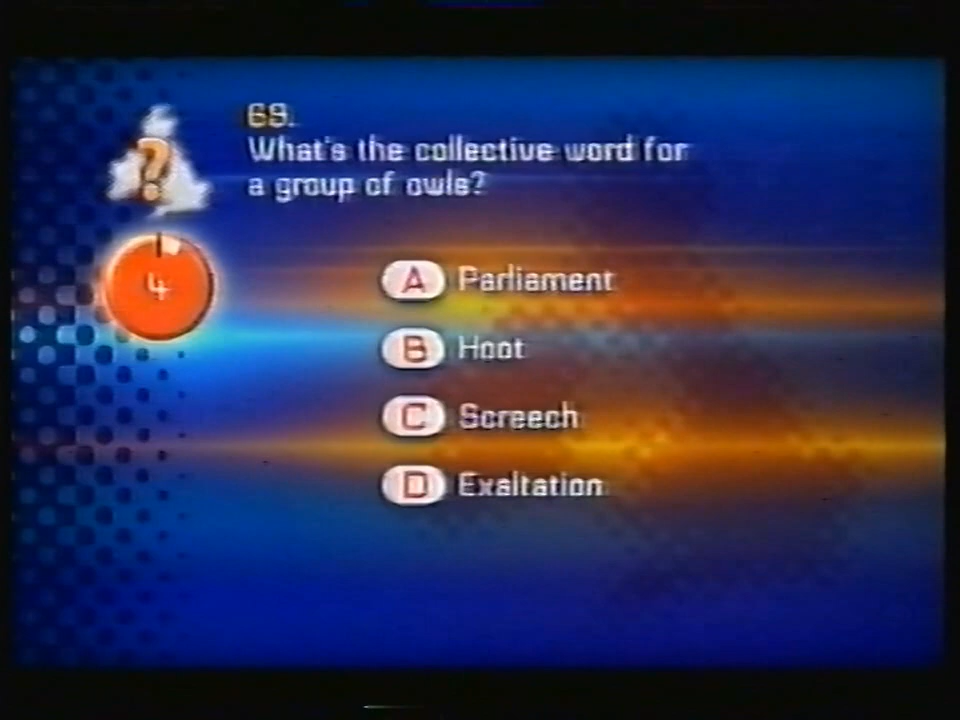 69.
What's the collective word for
a group of owls?
?
4
A Parliament
B Hoot
C Screech
D Exaltation